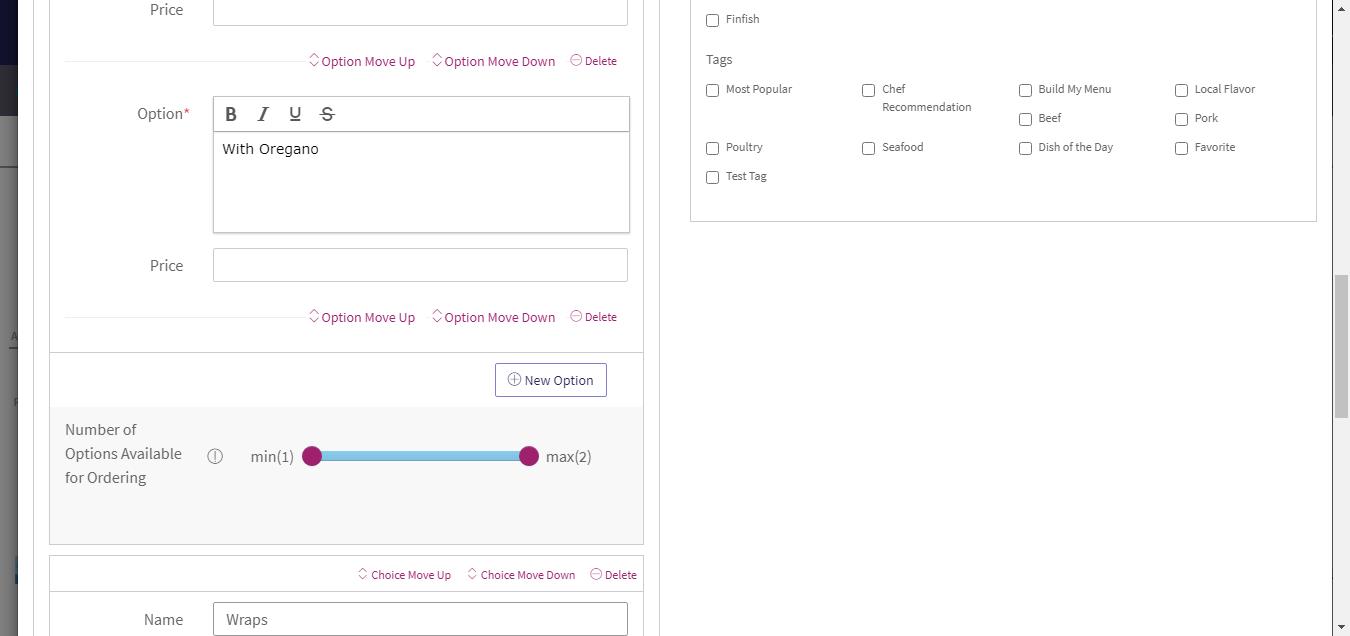 Price
Option Move Up Option Move Down Delete
Option*
B I U S
With Oregano
Price
Option Move Up Option Move Down Delete
New Option
Number of
Options Available
for Ordering
min(1) max(2)
Choice Move Up Choice Move Down Delete
Name Wraps
Finfish
Tags
Most Popular
Chef
Recommendation
Build My Menu
Local Flavor
Beef
Pork
Poultry
Seafood
Dish of the Day
Favorite
Test Tag